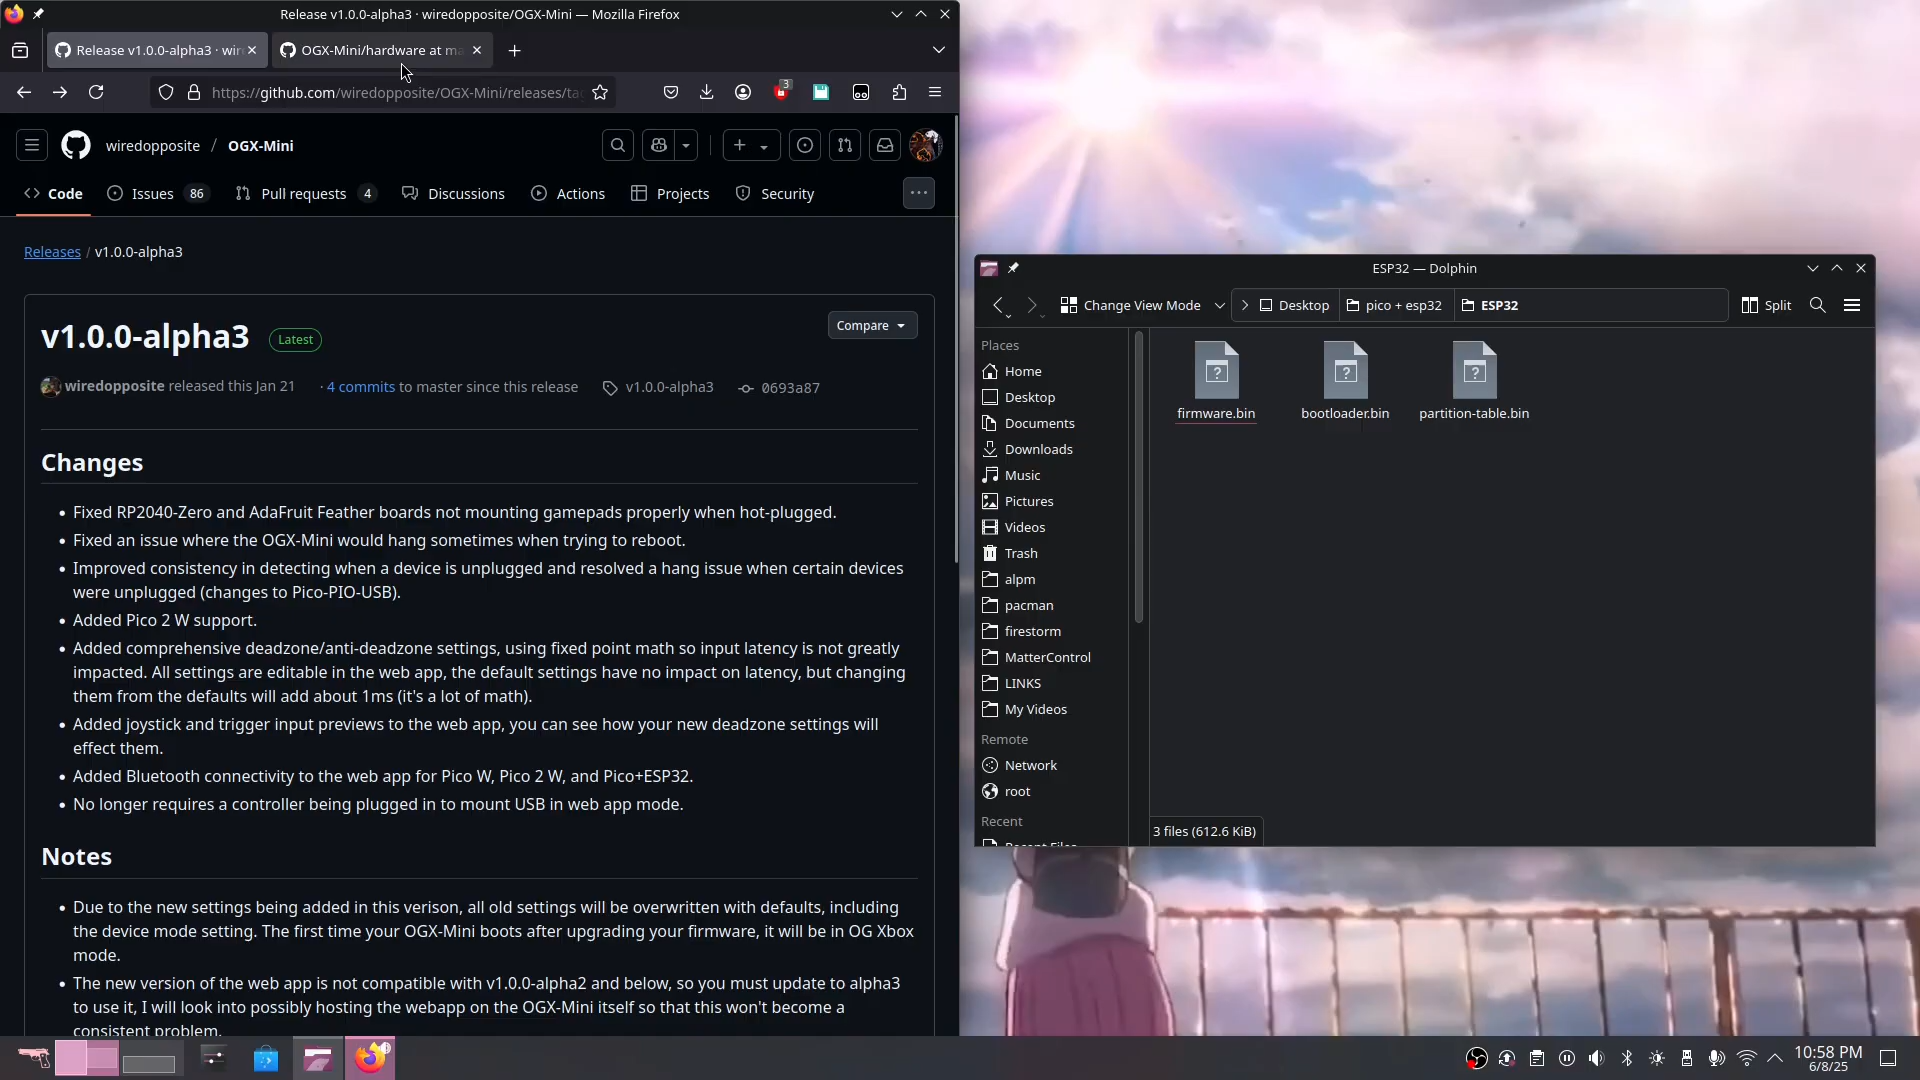 Release v1.0.0-alpha3 · wiredopposite/OGX-Mini — Mozilla Firefox
Release v1.0.0-alpha3 · wir
OGX-Mini/hardware at ma
https://github.com/wiredopposite/OGX-Mini/releases/tag
3
wiredopposite / OGX-Mini
Code
Issues 86
Pull requests 4
Discussions
Actions
Projects
Security
Releases / v1.0.0-alpha3
v1.0.0-alpha3
Latest
Compare
wiredopposite released this Jan 21
· 4 commits to master since this release
v1.0.0-alpha3
0693a87
Changes
• Fixed RP2040-Zero and AdaFruit Feather boards not mounting gamepads properly when hot-plugged.
• Fixed an issue where the OGX-Mini would hang sometimes when trying to reboot.
• Improved consistency in detecting when a device is unplugged and resolved a hang issue when certain devices
were unplugged (changes to Pico-PIO-USB).
• Added Pico 2 W support.
• Added comprehensive deadzone/anti-deadzone settings, using fixed point math so input latency is not greatly
impacted. All settings are editable in the web app, the default settings have no impact on latency, but changing
them from the defaults will add about 1ms (it's a lot of math).
• Added joystick and trigger input previews to the web app, you can see how your new deadzone settings will
effect them.
• Added Bluetooth connectivity to the web app for Pico W, Pico 2 W, and Pico+ESP32.
• No longer requires a controller being plugged in to mount USB in web app mode.
Notes
• Due to the new settings being added in this verison, all old settings will be overwritten with defaults, including
the device mode setting. The first time your OGX-Mini boots after upgrading your firmware, it will be in OG Xbox
mode.
• The new version of the web app is not compatible with v1.0.0-alpha2 and below, so you must update to alpha3
to use it, I will look into possibly hosting the webapp on the OGX-Mini itself so that this won't become a
consistent problem.
ESP32 — Dolphin
Change View Mode
Desktop
pico + esp32
ESP32
Split
Places
Home
Desktop
Documents
Downloads
Music
Pictures
Videos
Trash
alpm
pacman
firestorm
MatterControl
LINKS
My Videos
Remote
Network
root
Recent
Recent Files
firmware.bin
bootloader.bin
partition-table.bin
3 files (612.6 KiB)
10:58 PM
6/8/25